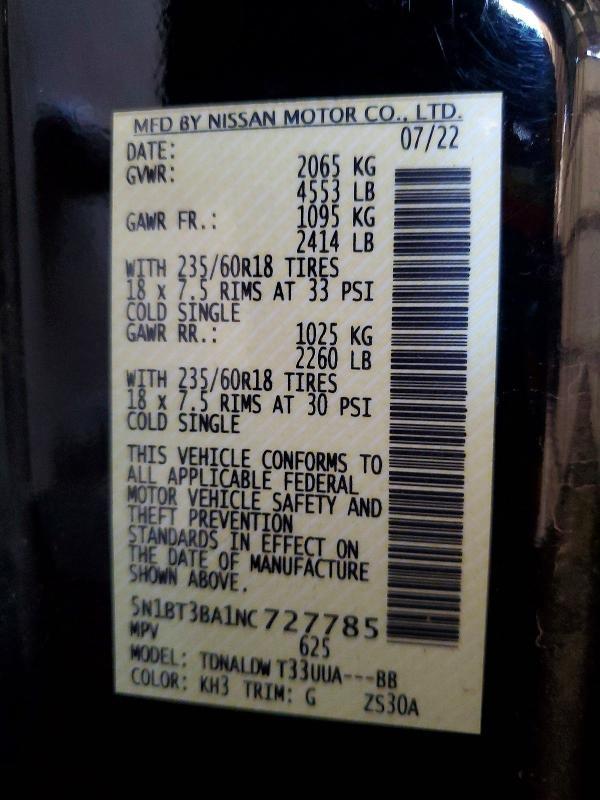 MFD BY NISSAN MOTOR CO., LTD.
DATE: 07/22
GVWR: 2065 KG
4553 LB
GAWR FR.: 1095 KG
2414 LB
WITH 235/60R18 TIRES
18 x 7.5 RIMS AT 33 PSI
COLD SINGLE
GAWR RR.: 1025 KG
2260 LB
WITH 235/60R18 TIRES
18 x 7.5 RIMS AT 30 PSI
COLD SINGLE
THIS VEHICLE CONFORMS TO
ALL APPLICABLE FEDERAL
MOTOR VEHICLE SAFETY AND
THEFT PREVENTION
STANDARDS IN EFFECT ON
THE DATE OF MANUFACTURE
SHOWN ABOVE.
5N1BT3BA1NC727785
MPV 625
MODEL: TDNALDW T33UUA---BB
COLOR: KH3 TRIM: G ZS30A